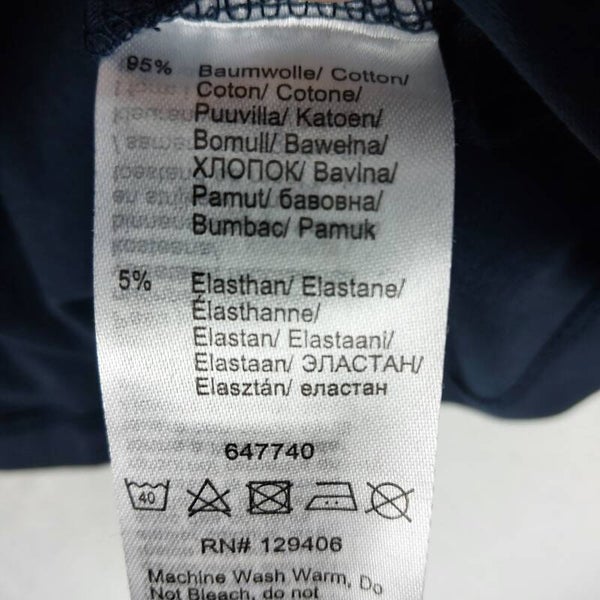 95% Baumwolle/ Cotton/
Coton/ Cotone/
Puuvilla/ Katoen/
Bomull/ Bawełna/
ХЛОПОК/ Bavlna/
Pamut/ бавовна/
Bumbac/ Pamuk
5% Elasthan/ Elastane/
Élasthanne/
Elastan/ Elastaani/
Elastaan/ ЭЛАСТАН/
Elasztán/ еластан
647740
40
RN# 129406
Machine Wash Warm, Do
Not Bleach, do not